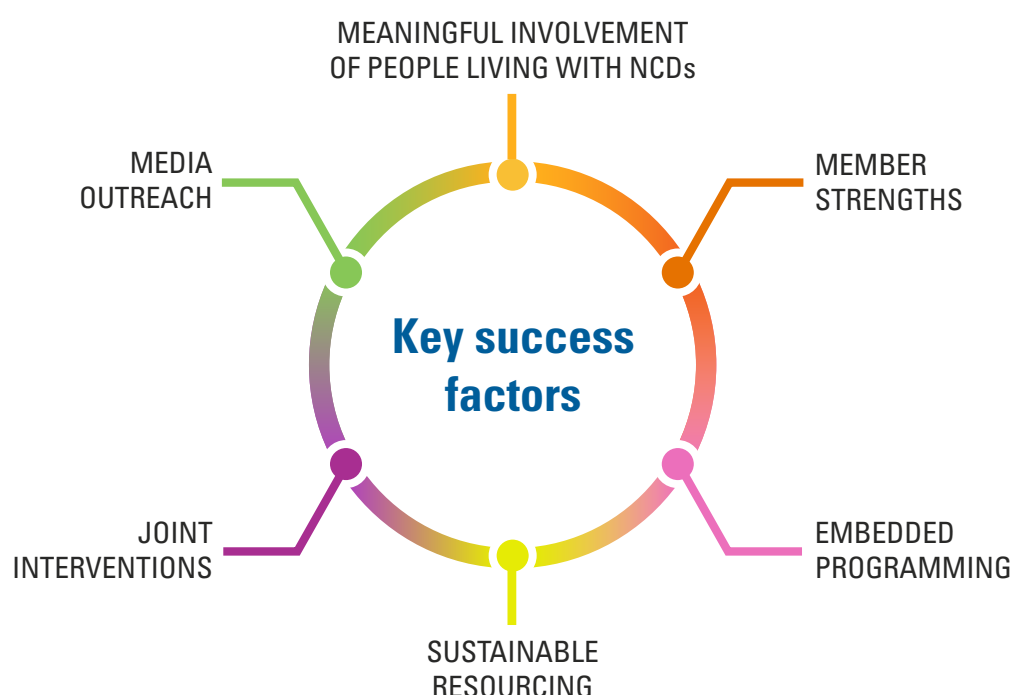 MEANINGFUL INVOLVEMENT
OF PEOPLE LIVING WITH NCDs
MEDIA
OUTREACH
MEMBER
STRENGTHS
Key success
factors
JOINT
INTERVENTIONS
EMBEDDED
PROGRAMMING
SUSTAINABLE
RESOURCING